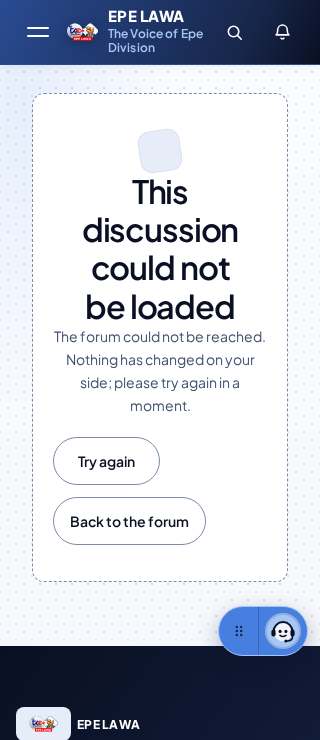 EPE LAWA
The Voice of Epe
Division
This
discussion
could not
be loaded
The forum could not be reached.
Nothing has changed on your
side; please try again in a
moment.
Try again
Back to the forum
EPE LAWA